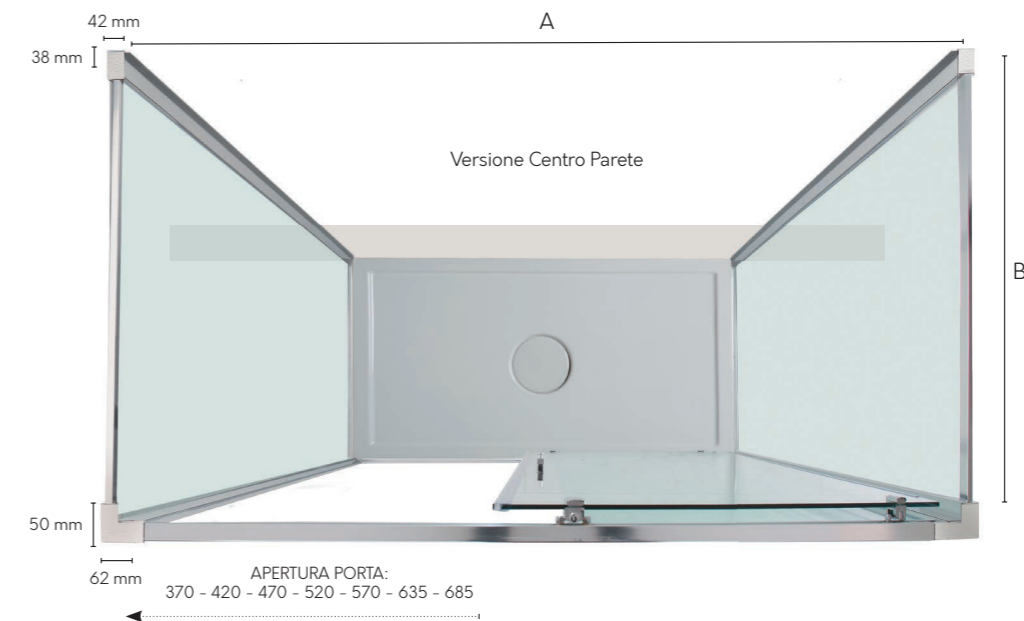 42 mm
A
38 mm
Versione Centro Parete
B
50 mm
62 mm
APERTURA PORTA:
370 - 420 - 470 - 520 - 570 - 635 - 685